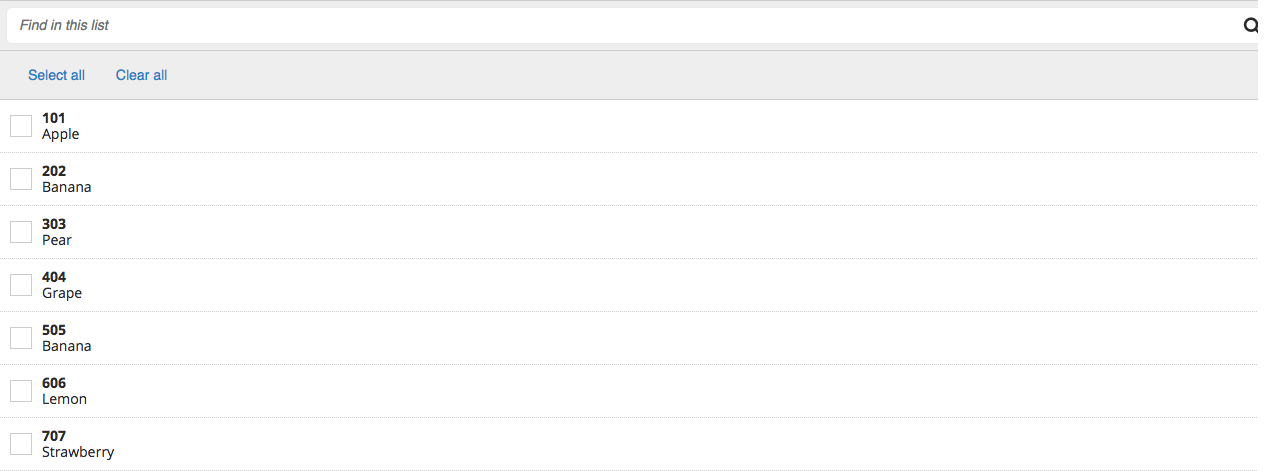 Find in this list
Select all Clear all
101
Apple
202
Banana
303
Pear
404
Grape
505
Banana
606
Lemon
707
Strawberry